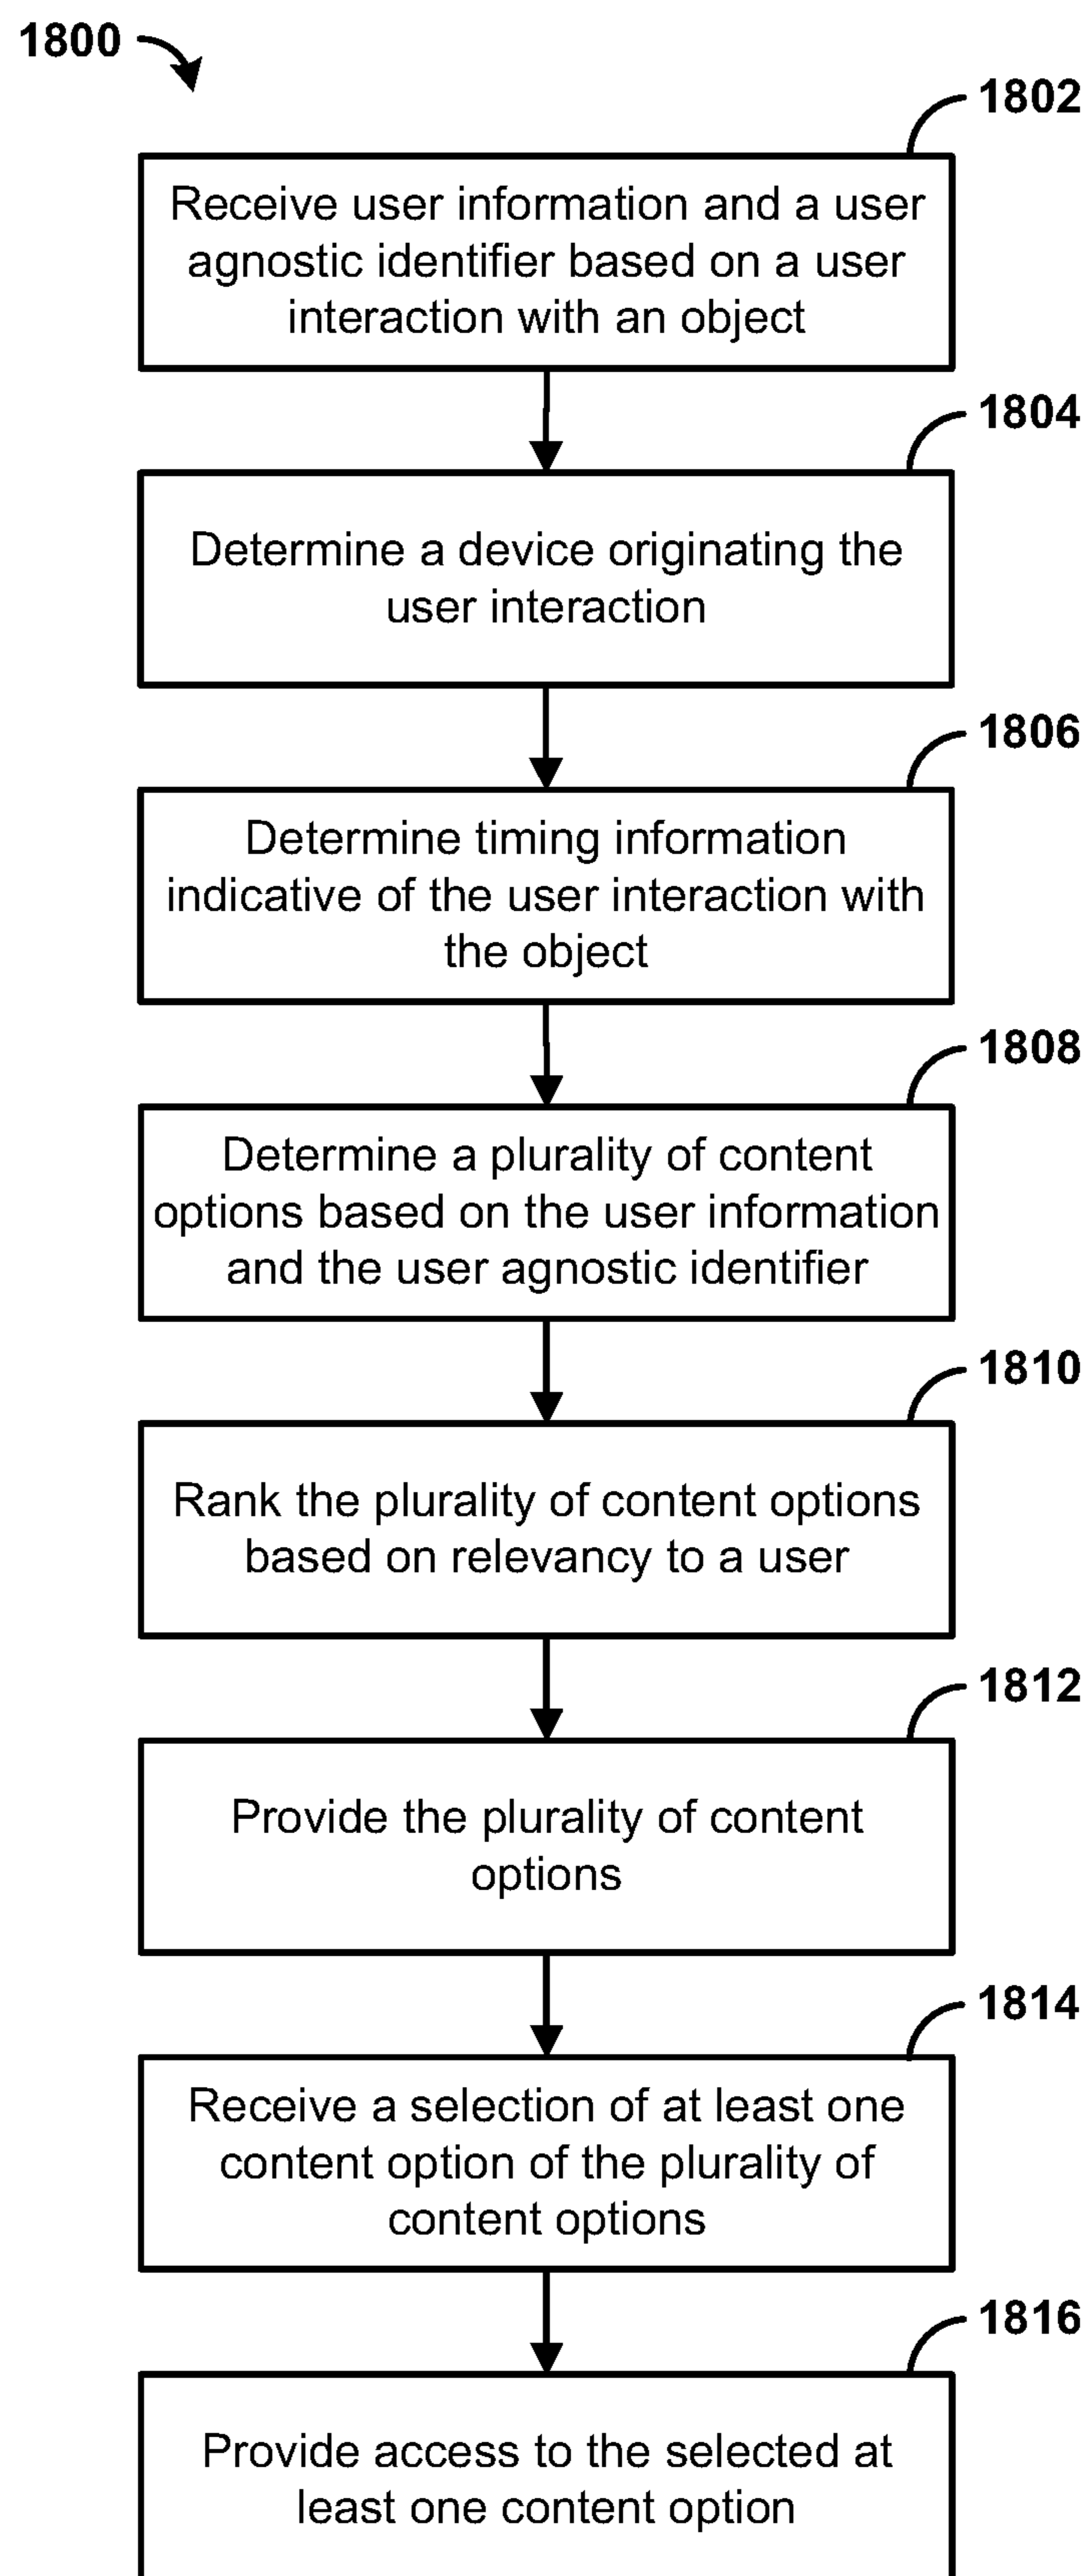 1800
1802
Receive user information and a user
agnostic identifier based on a user
interaction with an object
1804
Determine a device originating the
user interaction
1806
Determine timing information
indicative of the user interaction with
the object
1808
Determine a plurality of content
options based on the user information
and the user agnostic identifier
1810
Rank the plurality of content options
based on relevancy to a user
1812
Provide the plurality of content
options
1814
Receive a selection of at least one
content option of the plurality of
content options
1816
Provide access to the selected at
least one content option